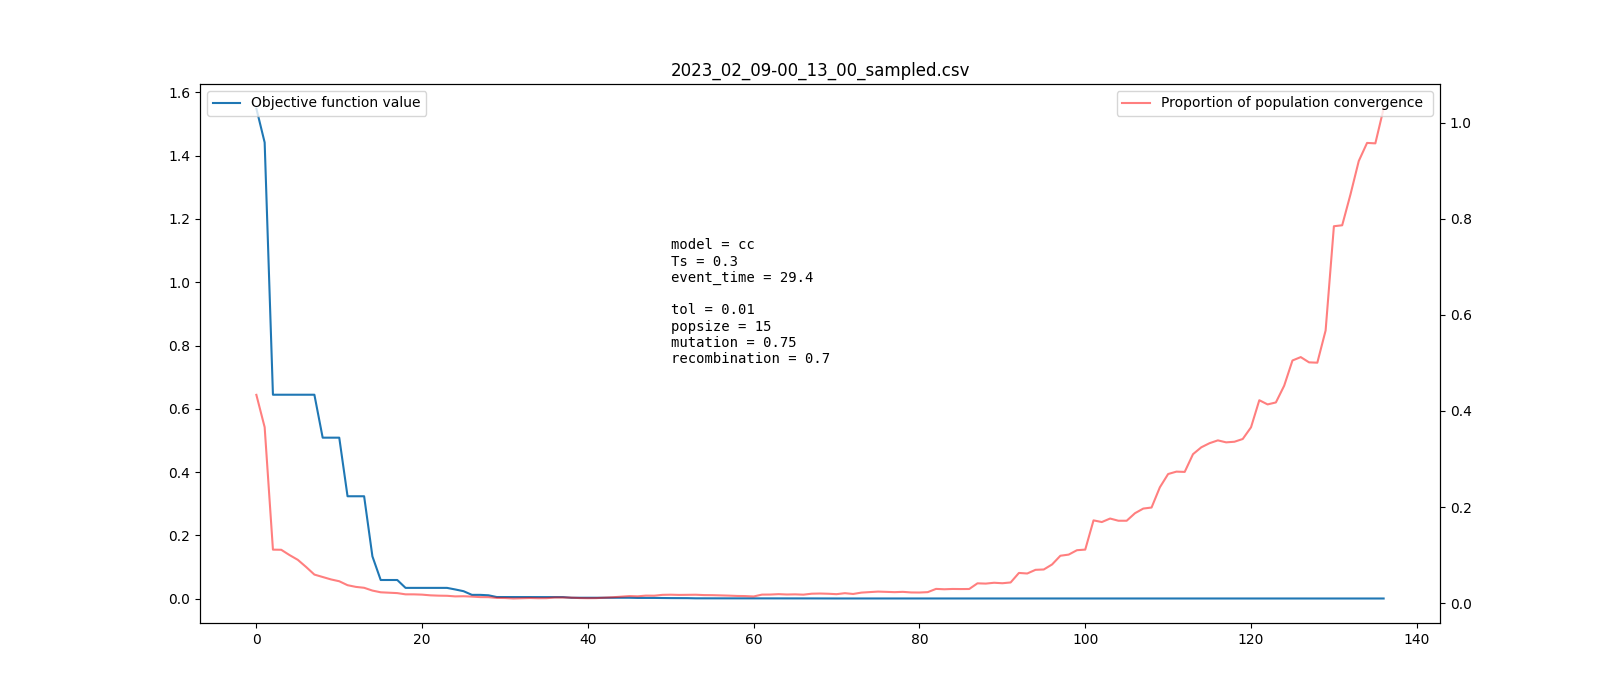 2023_02_09-00_13_00_sampled.csv
Objective function value
Proportion of population convergence
1.6
1.4
1.2
1.0
0.8
0.6
0.4
0.2
0.0
1.0
0.8
0.6
0.4
0.2
0.0
model = cc
Ts = 0.3
event_time = 29.4
tol = 0.01
popsize = 15
mutation = 0.75
recombination = 0.7
0 20 40 60 80 100 120 140